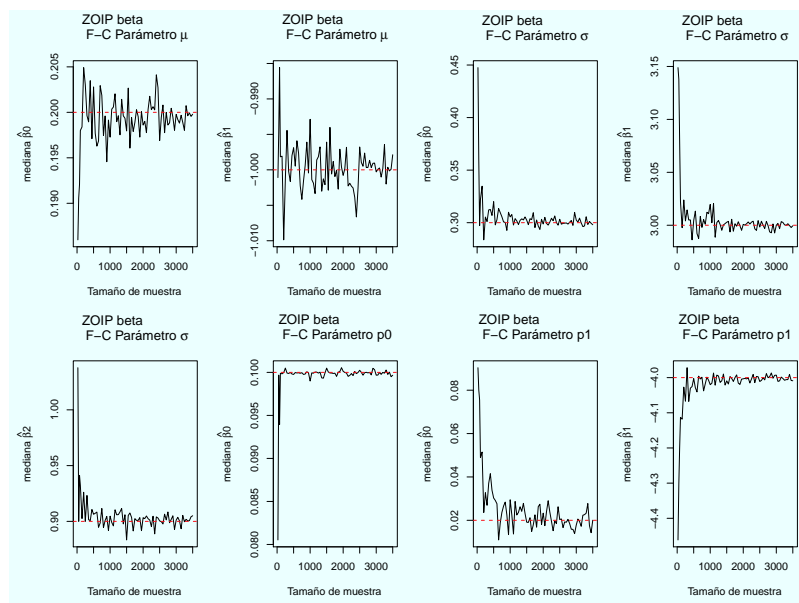 ZOIP beta
F−C Parámetro μ
mediana β̂0
0.190 0.195 0.200 0.205
0 1000 2000 3000
Tamaño de muestra
ZOIP beta
F−C Parámetro μ
mediana β̂1
−1.010 −1.000 −0.990
0 1000 2000 3000
Tamaño de muestra
ZOIP beta
F−C Parámetro σ
mediana β̂0
0.30 0.35 0.40 0.45
0 1000 2000 3000
Tamaño de muestra
ZOIP beta
F−C Parámetro σ
mediana β̂1
3.00 3.05 3.10 3.15
0 1000 2000 3000
Tamaño de muestra
ZOIP beta
F−C Parámetro σ
mediana β̂2
0.90 0.95 1.00
0 1000 2000 3000
Tamaño de muestra
ZOIP beta
F−C Parámetro p0
mediana β̂0
0.080 0.085 0.090 0.095 0.100
0 1000 2000 3000
Tamaño de muestra
ZOIP beta
F−C Parámetro p1
mediana β̂0
0.02 0.04 0.06 0.08
0 1000 2000 3000
Tamaño de muestra
ZOIP beta
F−C Parámetro p1
mediana β̂1
−4.4 −4.3 −4.2 −4.1 −4.0
0 1000 2000 3000
Tamaño de muestra